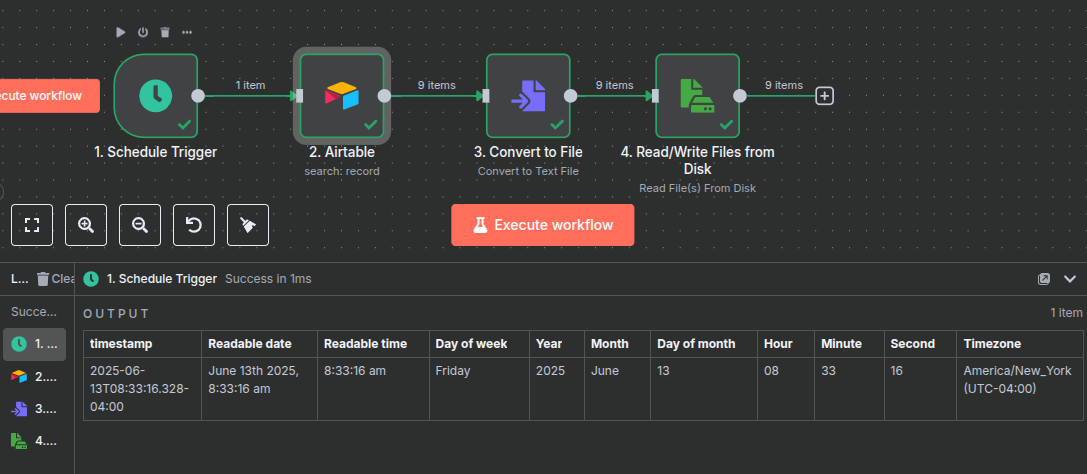 ecute workflow
1 item
9 items
9 items
9 items
1. Schedule Trigger
2. Airtable
search: record
3. Convert to File
Convert to Text File
4. Read/Write Files from
Disk
Read File(s) From Disk
Execute workflow
L...
Clea
1. Schedule Trigger
Success in 1ms
Succe...
1. ...
2....
3....
4....
OUTPUT
1 item
timestamp
Readable date
Readable time
Day of week
Year
Month
Day of month
Hour
Minute
Second
Timezone
2025-06-
13T08:33:16.328-
04:00
June 13th 2025,
8:33:16 am
8:33:16 am
Friday
2025
June
13
08
33
16
America/New_York
(UTC-04:00)